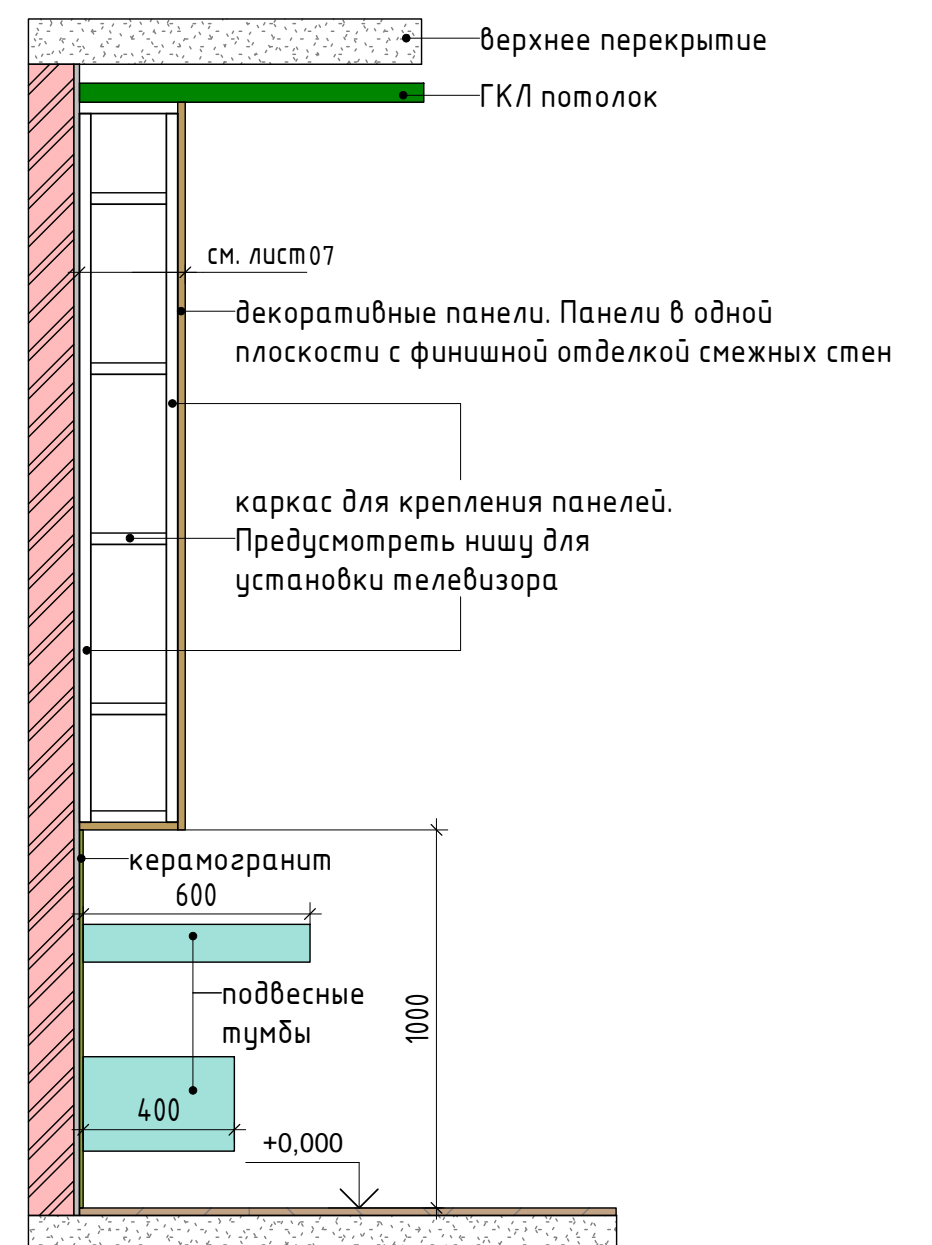 верхнее перекрытие
ГКЛ потолок
см. лист 07
декоративные панели. Панели в одной
плоскости с финишной отделкой смежных стен
каркас для крепления панелей.
Предусмотреть нишу для
установки телевизора
керамогранит
600
подвесные
тумбы
1000
400
+0,000